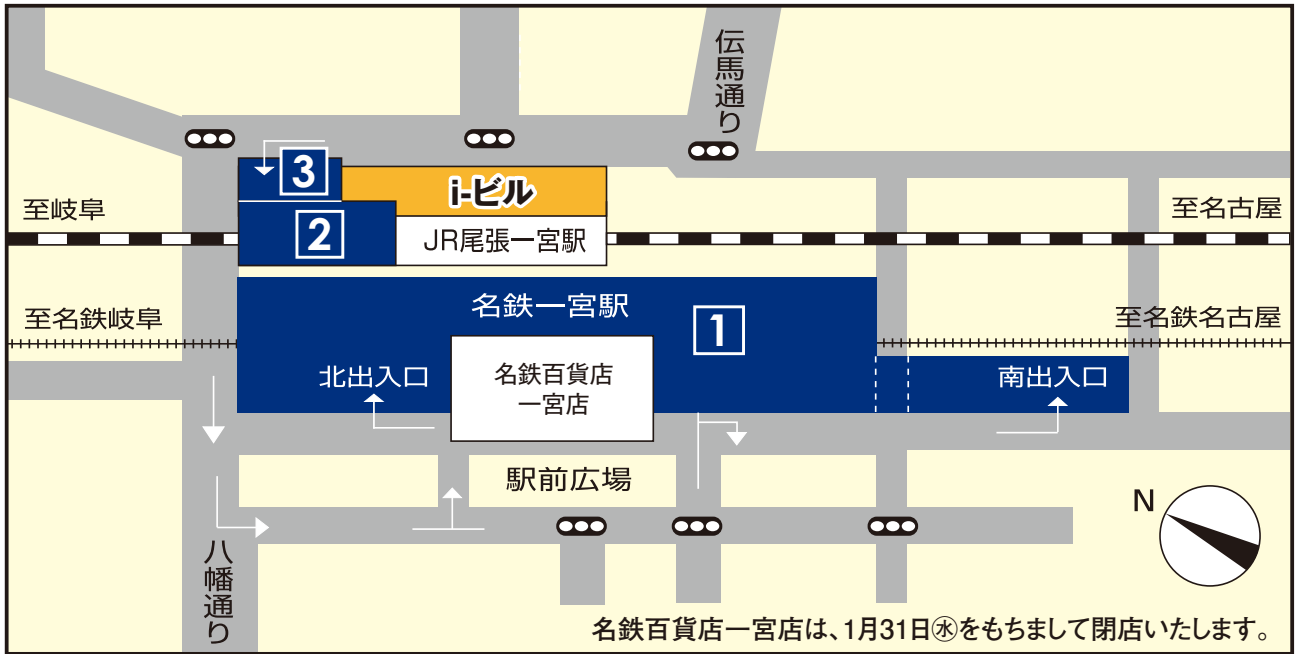 伝馬通り
3
i-ビル
至岐阜
至名古屋
2
JR尾張一宮駅
名鉄一宮駅
1
至名鉄岐阜
至名鉄名古屋
北出入口
名鉄百貨店
一宮店
南出入口
駅前広場
N
八幡通り
名鉄百貨店一宮店は、1月31日㊌をもちまして閉店いたします。